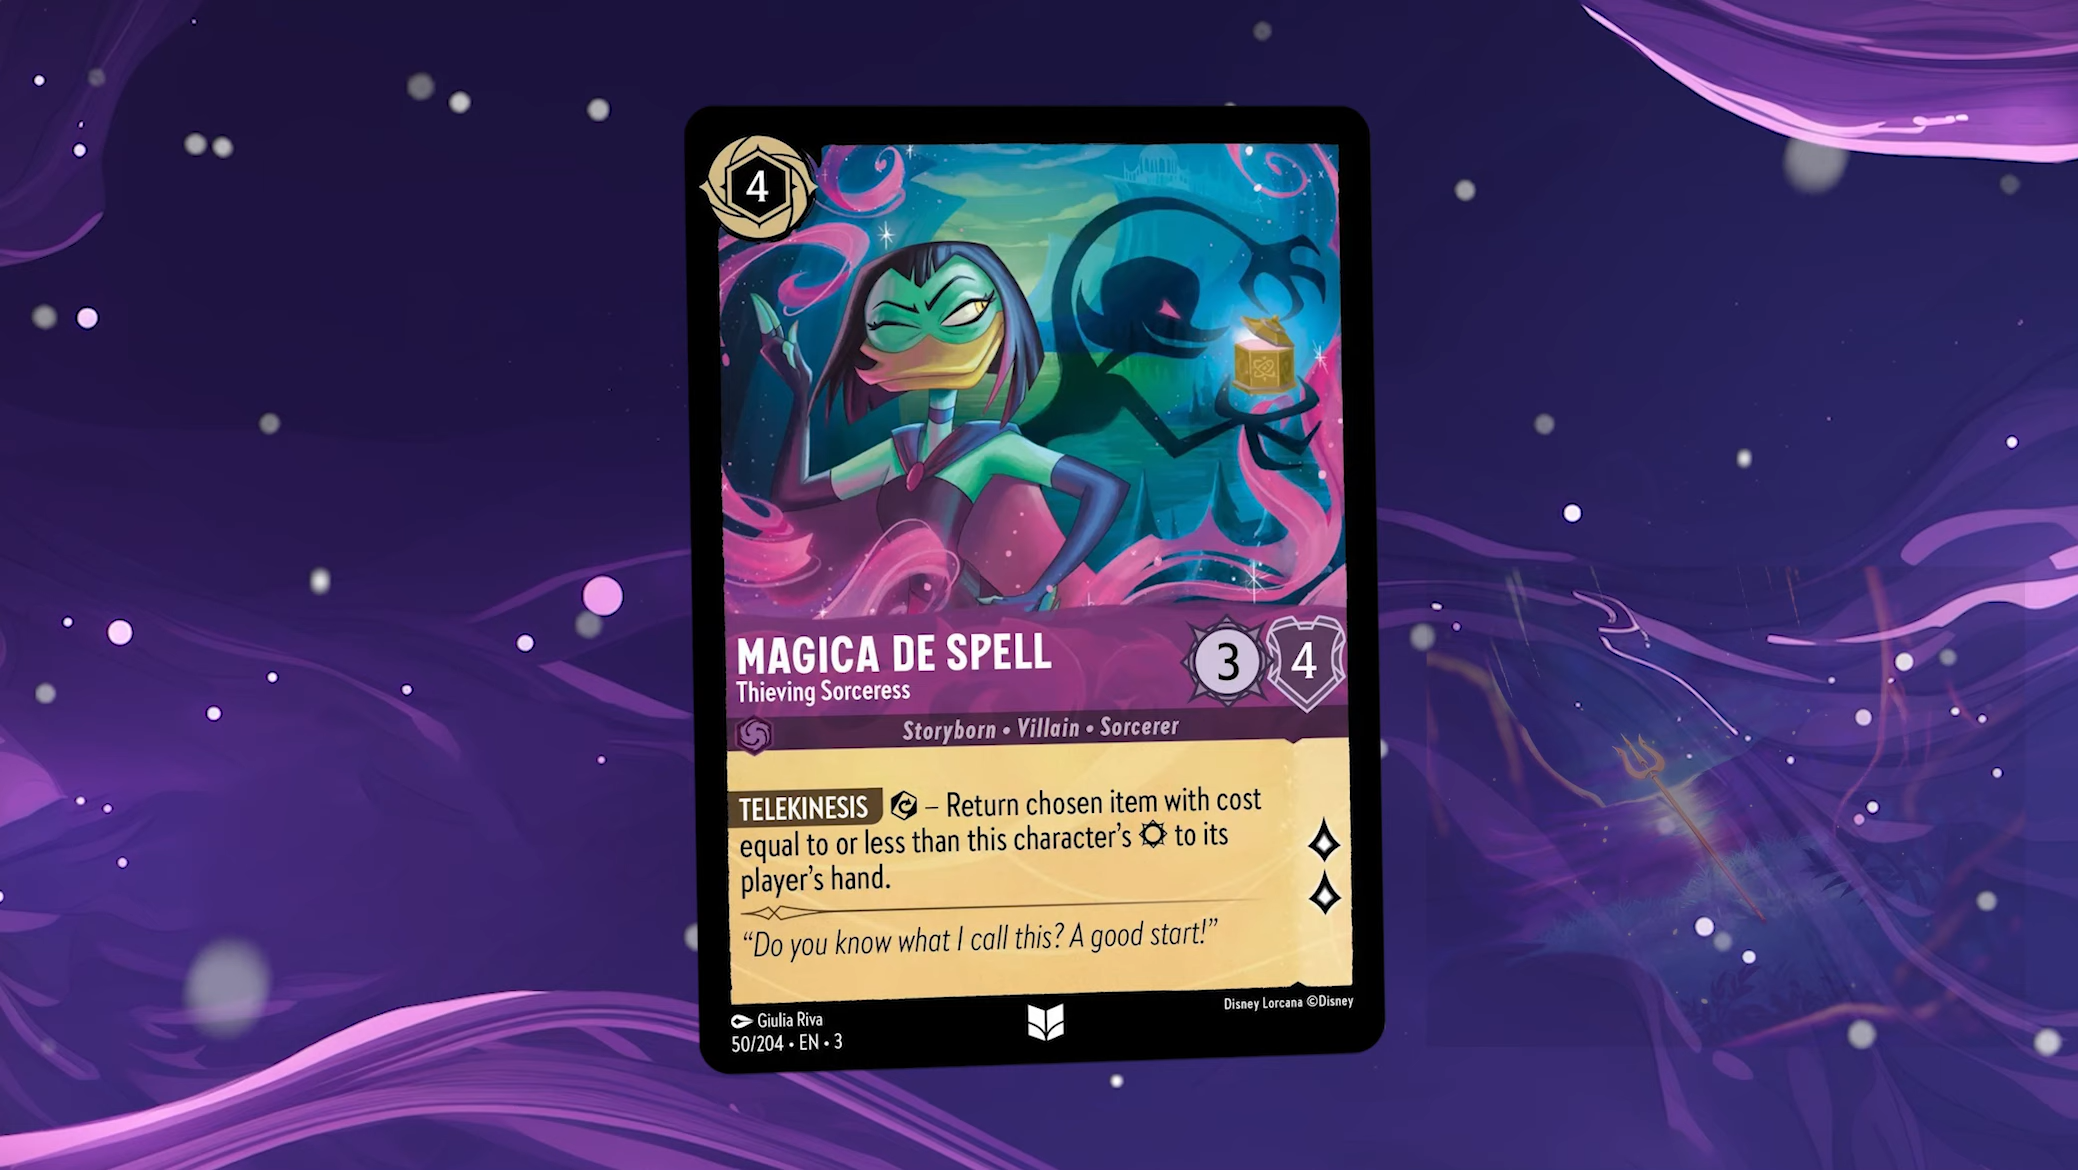 4
MAGICA DE SPELL
Thieving Sorceress
3
4
Storyborn • Villain • Sorcerer
TELEKINESIS – Return chosen item with cost
equal to or less than this character’s to its
player’s hand.
“Do you know what I call this? A good start!”
Disney Lorcana ©Disney
Giulia Riva
50/204 • EN • 3